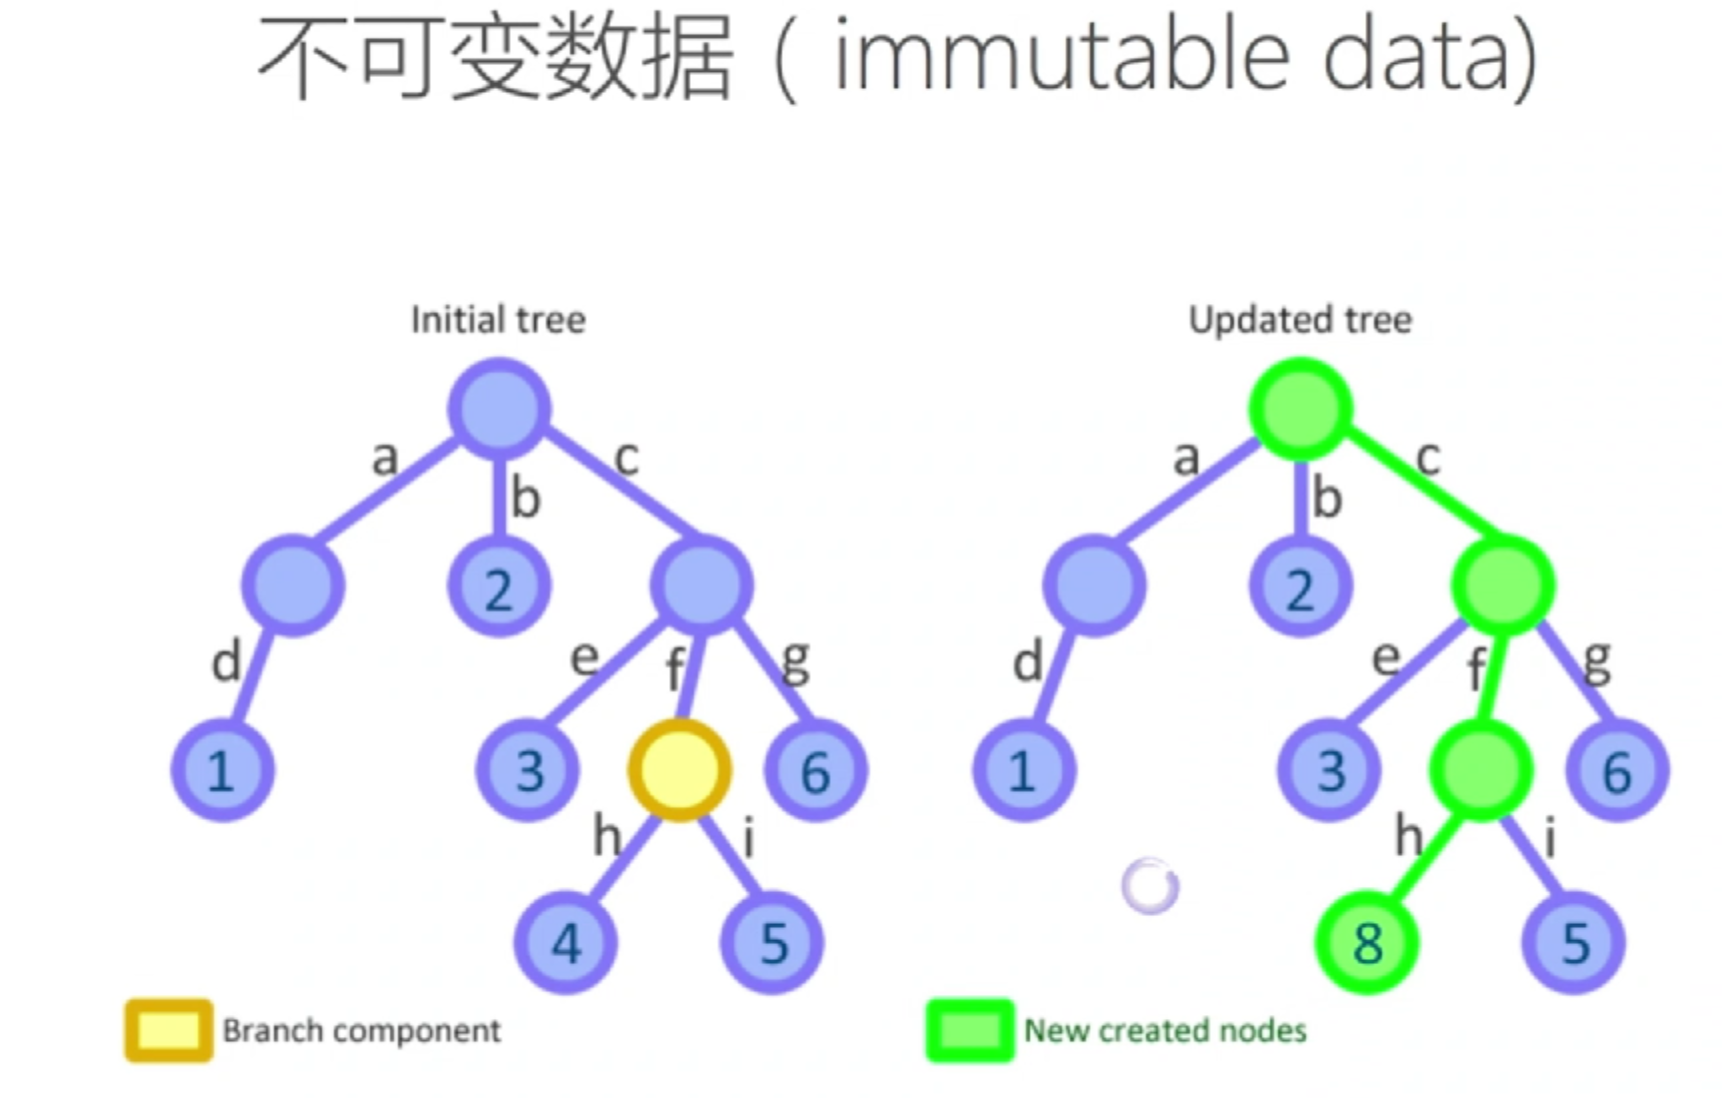 不可变数据 ( immutable data)
Initial tree
Updated tree
a
b
c
a
b
c
2
2
d
e
f
g
d
e
f
g
1
3
6
1
3
6
h
i
h
i
4
5
8
5
Branch component
New created nodes